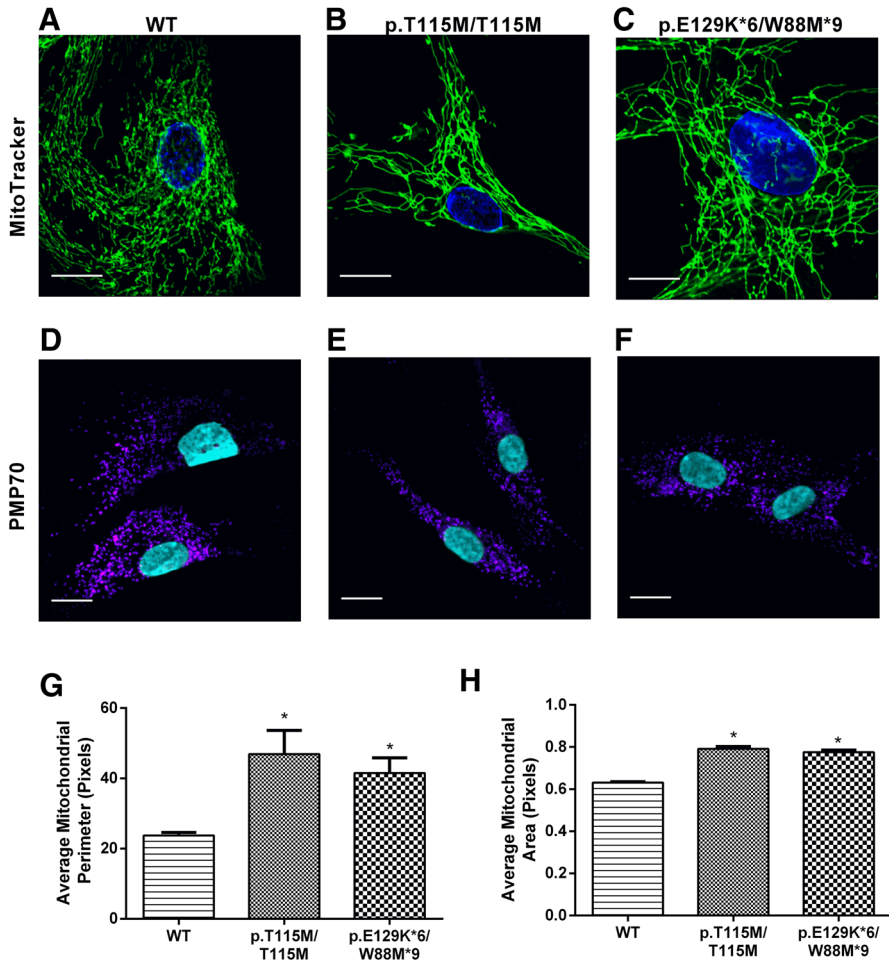 A
WT
B
p.T115M/T115M
C
p.E129K*6/W88M*9
MitoTracker
D
E
F
PMP70
G
Average Mitochondrial
Perimeter (Pixels)
60
40
20
0
*
*
WT
p.T115M/
T115M
p.E129K*6/
W88M*9
H
Average Mitochondrial
Area (Pixels)
1.0
0.8
0.6
0.4
0.2
0.0
*
*
WT
p.T115M/
T115M
p.E129K*6/
W88M*9